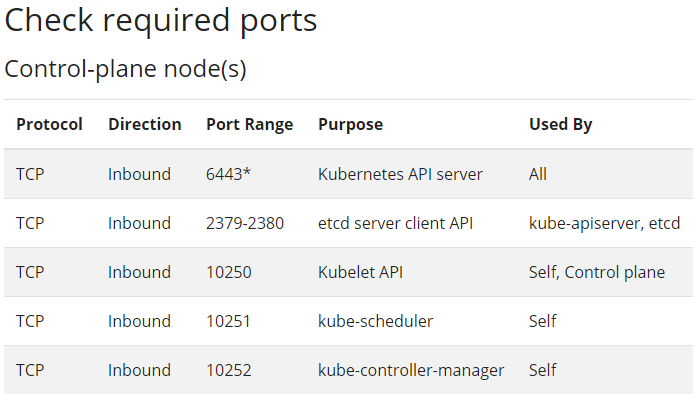 Check required ports
Control-plane node(s)
Protocol Direction Port Range Purpose Used By
TCP Inbound 6443* Kubernetes API server All
TCP Inbound 2379-2380 etcd server client API kube-apiserver, etcd
TCP Inbound 10250 Kubelet API Self, Control plane
TCP Inbound 10251 kube-scheduler Self
TCP Inbound 10252 kube-controller-manager Self